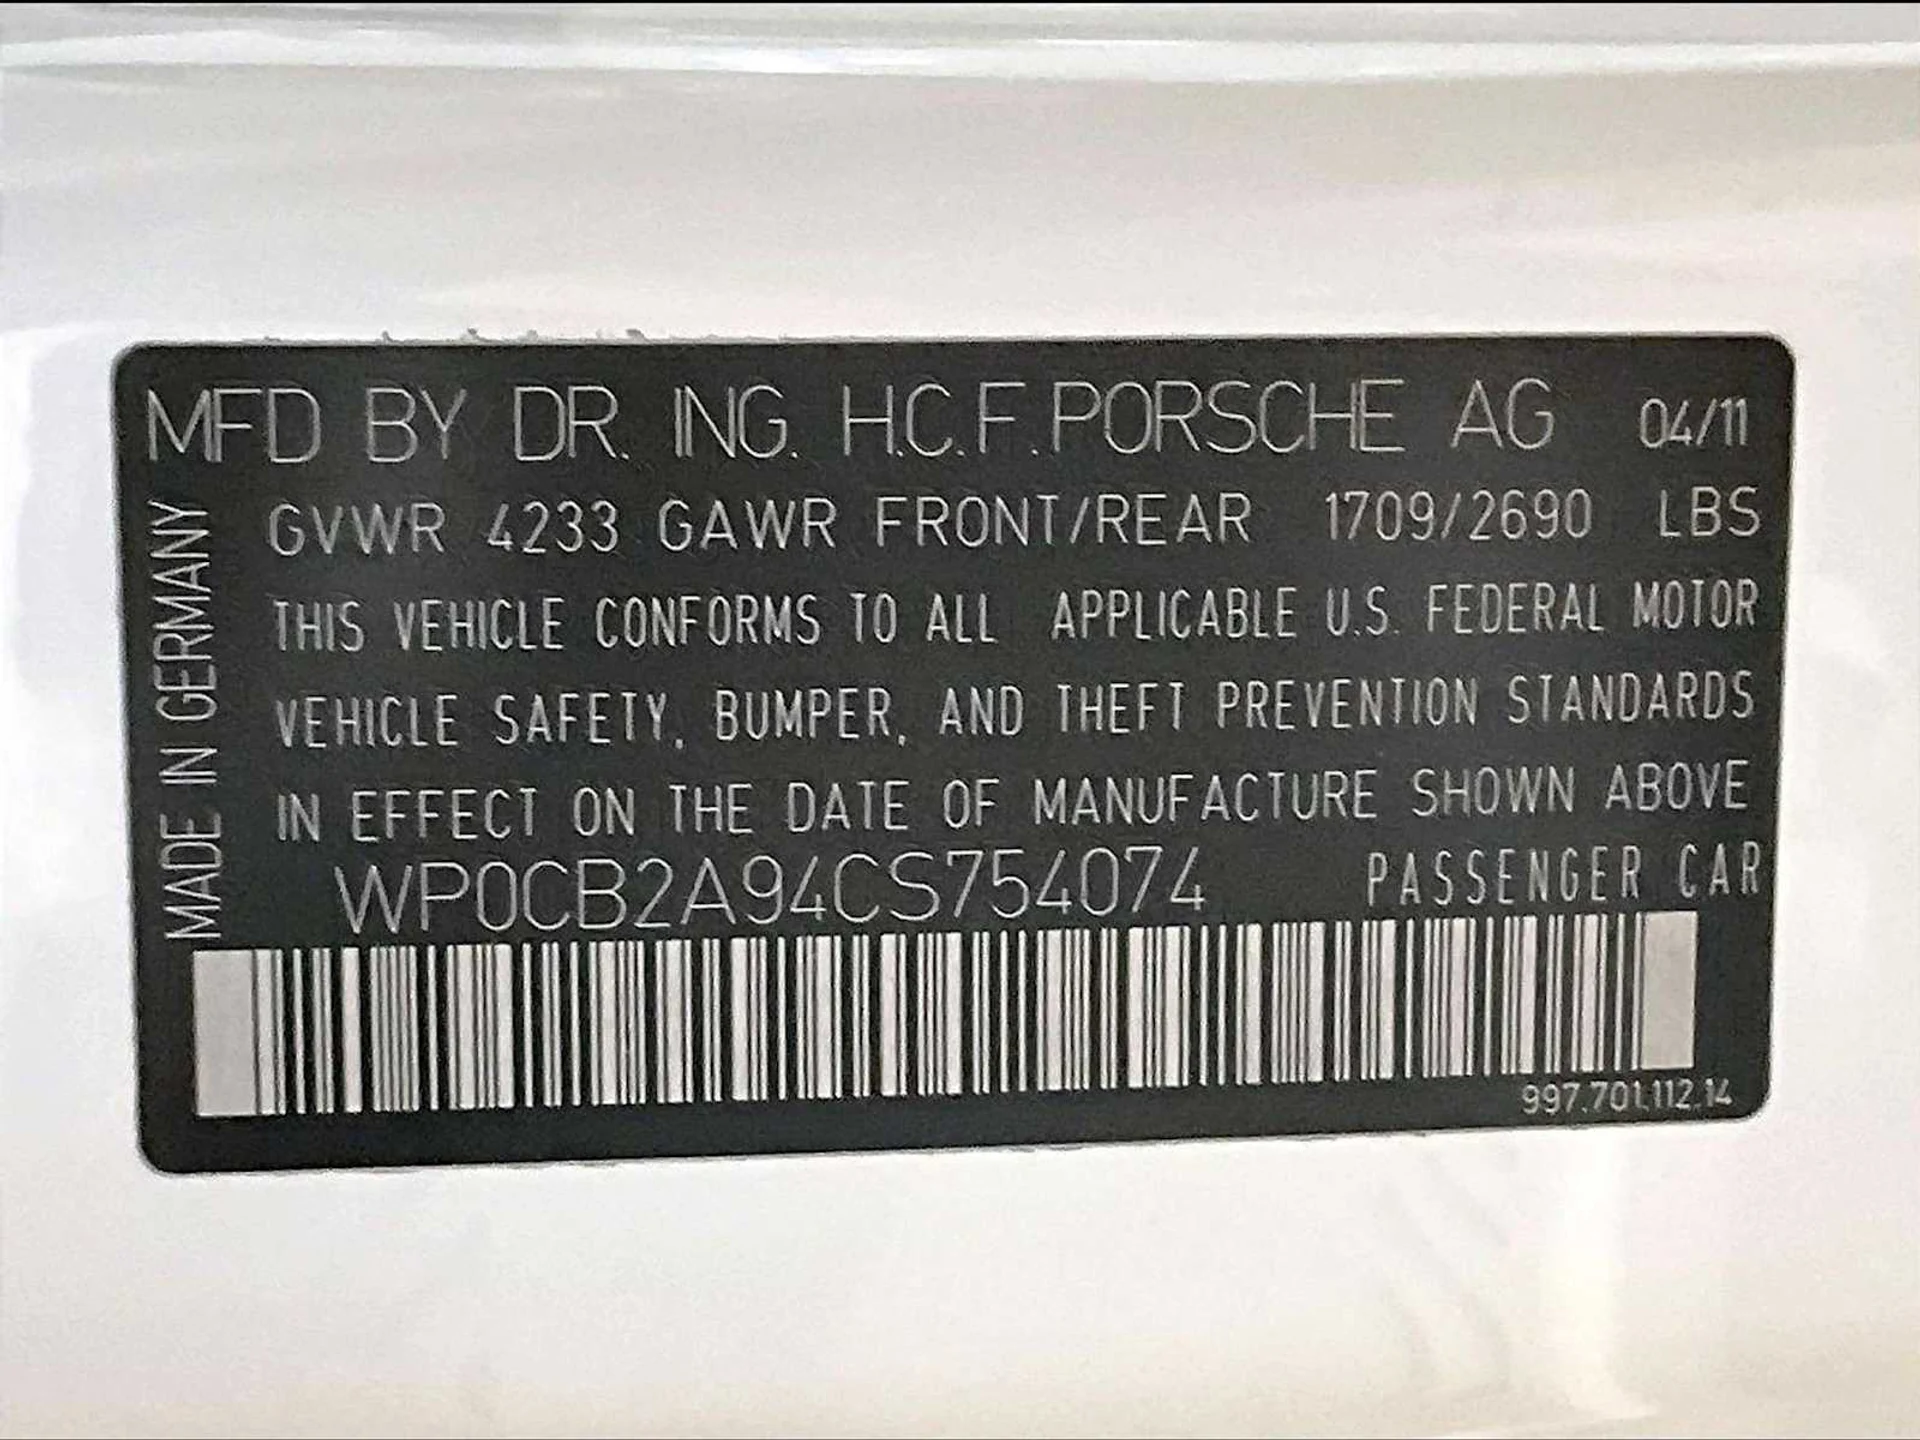 MFD BY DR. ING. H.C.F. PORSCHE AG 04/11
GVWR 4233 GAWR FRONT/REAR 1709/2690 LBS
THIS VEHICLE CONFORMS TO ALL APPLICABLE U.S. FEDERAL MOTOR
VEHICLE SAFETY, BUMPER, AND THEFT PREVENTION STANDARDS
IN EFFECT ON THE DATE OF MANUFACTURE SHOWN ABOVE
WP0CB2A94CS754074 PASSENGER CAR
MADE IN GERMANY
997.701.112.14